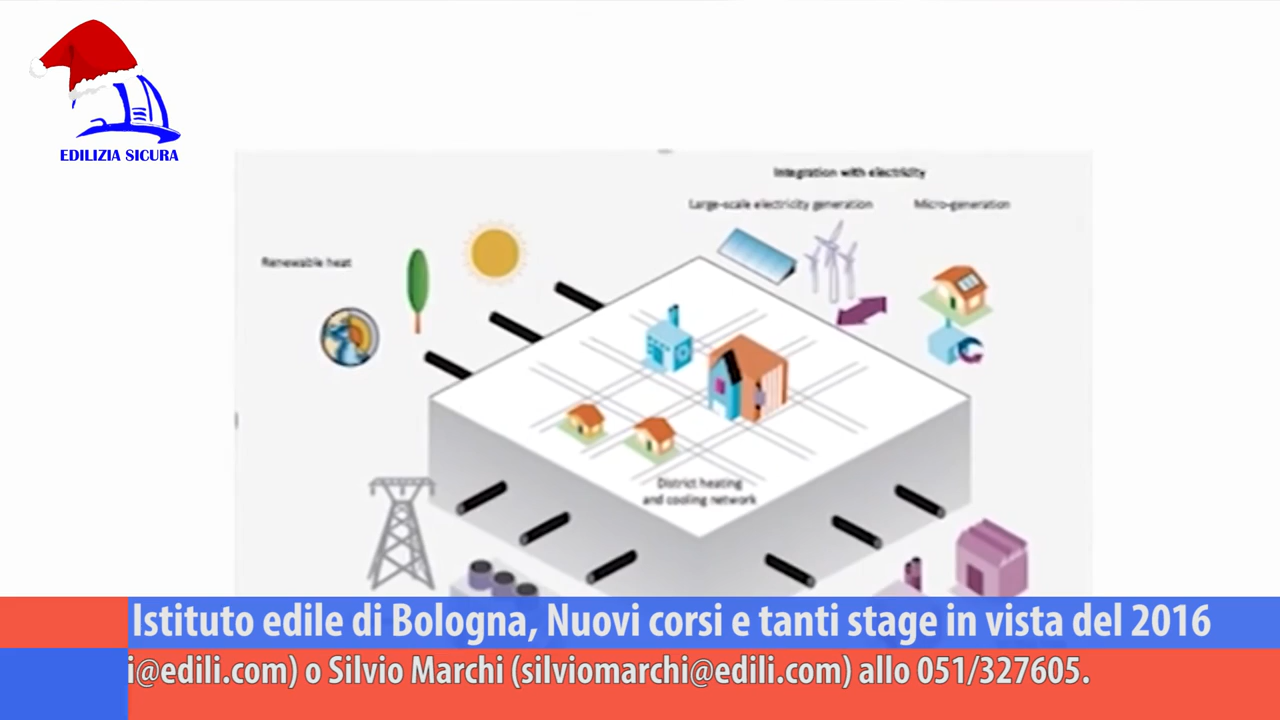 EDILIZIA SICURA
Integration with electricity
Large-scale electricity generation
Micro-generation
Renewable heat
District heating
and cooling network
Istituto edile di Bologna, Nuovi corsi e tanti stage in vista del 2016
i@edili.com) o Silvio Marchi (silviomarchi@edili.com) allo 051/327605.